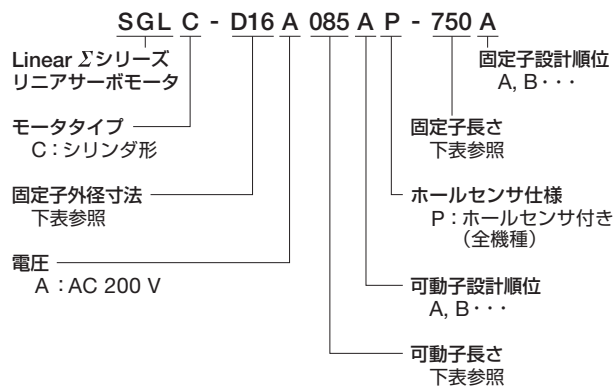 SGL C - D16 A 085 A P - 750 A
Linear Σシリーズ
リニアサーボモータ
モータタイプ
C：シリンダ形
固定子外径寸法
下表参照
電圧
A：AC 200 V
固定子設計順位
A, B・・・
固定子長さ
下表参照
ホールセンサ仕様
P：ホールセンサ付き
（全機種）
可動子設計順位
A, B・・・
可動子長さ
下表参照